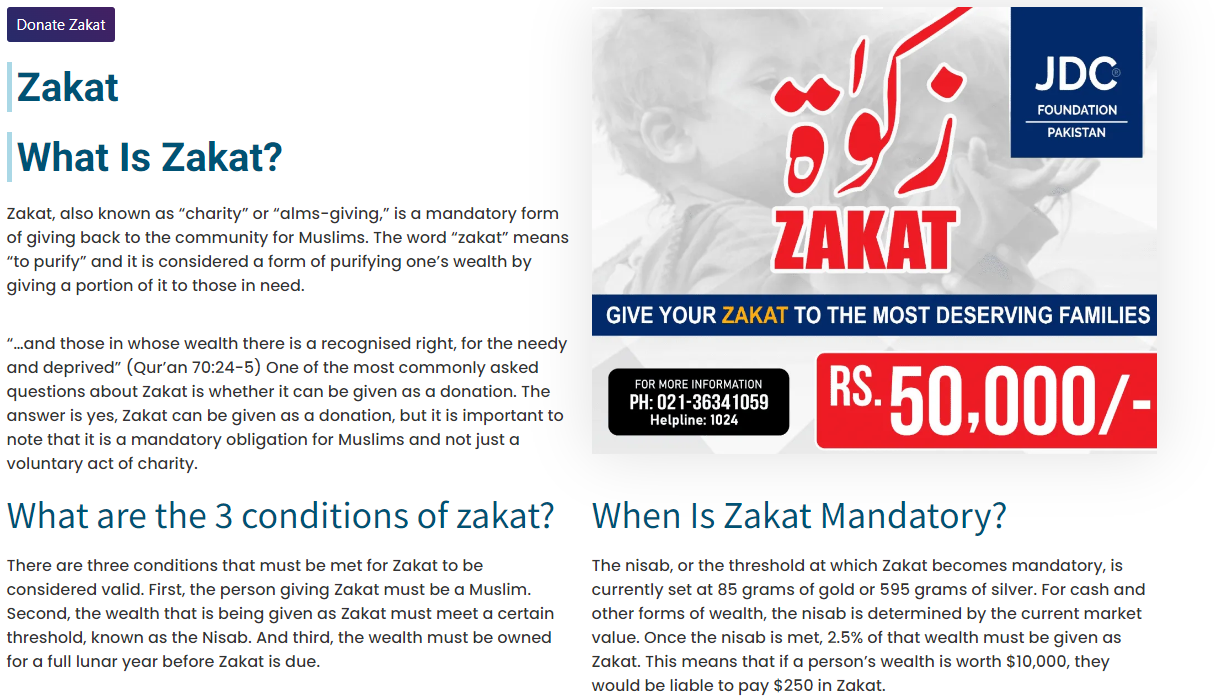 Donate Zakat
Zakat
What Is Zakat?
Zakat, also known as “charity” or “alms-giving,” is a mandatory form
of giving back to the community for Muslims. The word “zakat” means
“to purify” and it is considered a form of purifying one’s wealth by
giving a portion of it to those in need.
“…and those in whose wealth there is a recognised right, for the needy
and deprived” (Qur’an 70:24-5) One of the most commonly asked
questions about Zakat is whether it can be given as a donation. The
answer is yes, Zakat can be given as a donation, but it is important to
note that it is a mandatory obligation for Muslims and not just a
voluntary act of charity.
زکوٰۃ
ZAKAT
JDC®
FOUNDATION
PAKISTAN
GIVE YOUR ZAKAT TO THE MOST DESERVING FAMILIES
FOR MORE INFORMATION
PH: 021-36341059
Helpline: 1024
RS. 50,000/-
What are the 3 conditions of zakat?
There are three conditions that must be met for Zakat to be
considered valid. First, the person giving Zakat must be a Muslim.
Second, the wealth that is being given as Zakat must meet a certain
threshold, known as the Nisab. And third, the wealth must be owned
for a full lunar year before Zakat is due.
When Is Zakat Mandatory?
The nisab, or the threshold at which Zakat becomes mandatory, is
currently set at 85 grams of gold or 595 grams of silver. For cash and
other forms of wealth, the nisab is determined by the current market
value. Once the nisab is met, 2.5% of that wealth must be given as
Zakat. This means that if a person’s wealth is worth $10,000, they
would be liable to pay $250 in Zakat.